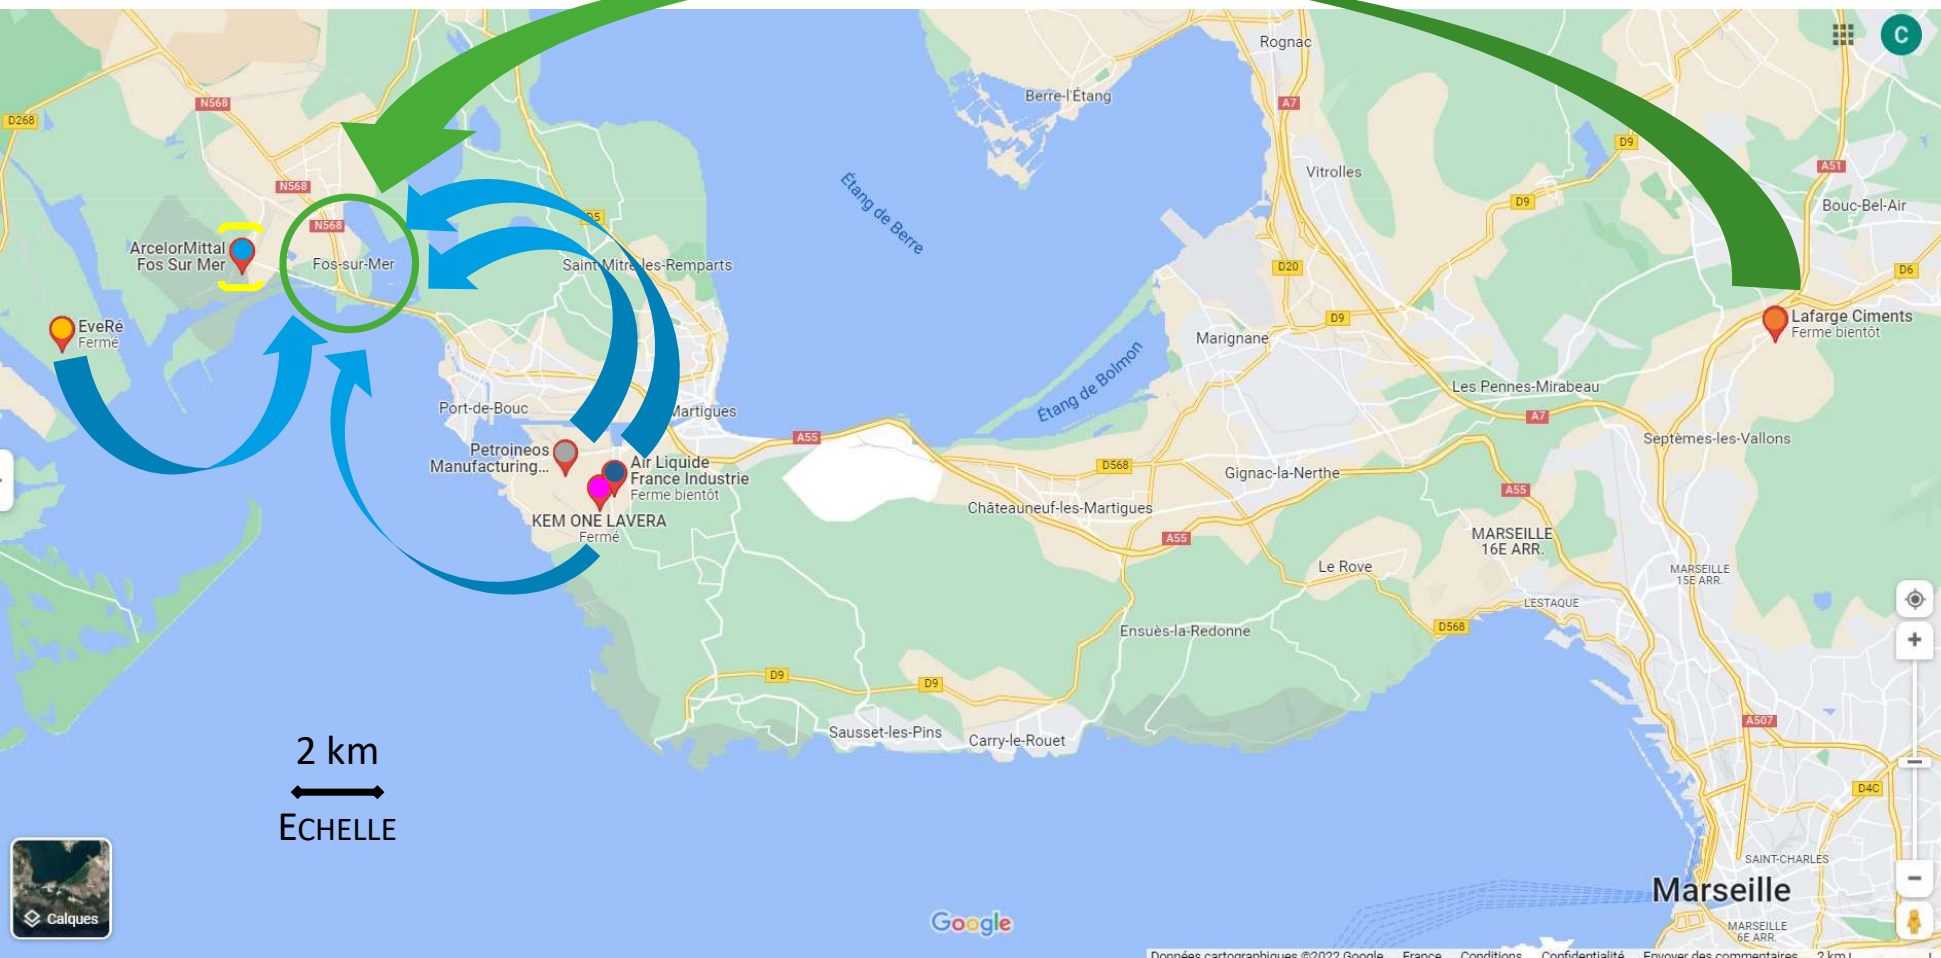 Rognac
C
Berre-l'Étang
A7
N568
D268
D9
Vitrolles
A51
N568
Étang de Berre
D9
Bouc-Bel-Air
D5
N568
ArcelorMittal
Fos Sur Mer
Fos-sur-Mer
Saint-Mitre-les-Remparts
D20
D6
EveRé
Fermé
D9
Lafarge Ciments
Ferme bientôt
Marignane
Étang de Bolmon
Les Pennes-Mirabeau
Port-de-Bouc
Martigues
A7
A55
Septèmes-les-Vallons
Petroineos
Manufacturing...
Air Liquide
France Industrie
Ferme bientôt
D568
Gignac-la-Nerthe
A55
KEM ONE LAVERA
Fermé
Châteauneuf-les-Martigues
A55
MARSEILLE
16E ARR.
Le Rove
MARSEILLE
15E ARR.
L'ESTAQUE
Ensuès-la-Redonne
D568
D9
D9
A507
Sausset-les-Pins
Carry-le-Rouet
2 km
ECHELLE
D4C
SAINT-CHARLES
Marseille
Calques
Google
MARSEILLE
6E ARR.
Données cartographiques ©2022 Google France Conditions Confidentialité Envoyer des commentaires 2 km